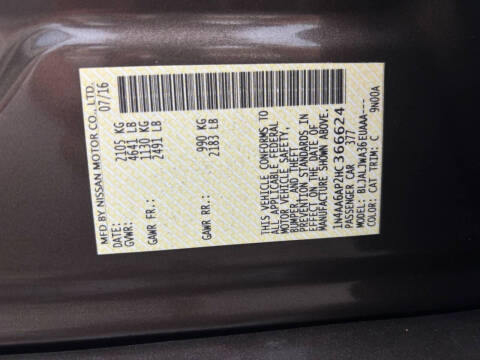 MFD BY NISSAN MOTOR CO., LTD.
DATE: 07/16
GVWR: 2105 KG
4641 LB
GAWR FR.: 1130 KG
2491 LB
GAWR RR.: 990 KG
2183 LB
THIS VEHICLE CONFORMS TO
ALL APPLICABLE FEDERAL
MOTOR VEHICLE SAFETY,
BUMPER, AND THEFT
PREVENTION STANDARDS IN
EFFECT ON THE DATE OF
MANUFACTURE SHOWN ABOVE.
1N4AA6AP2HC366624
PASSENGER CAR 377
MODEL: BLJALJWA36EUAAA---
COLOR: CAT TRIM: C 9N00A